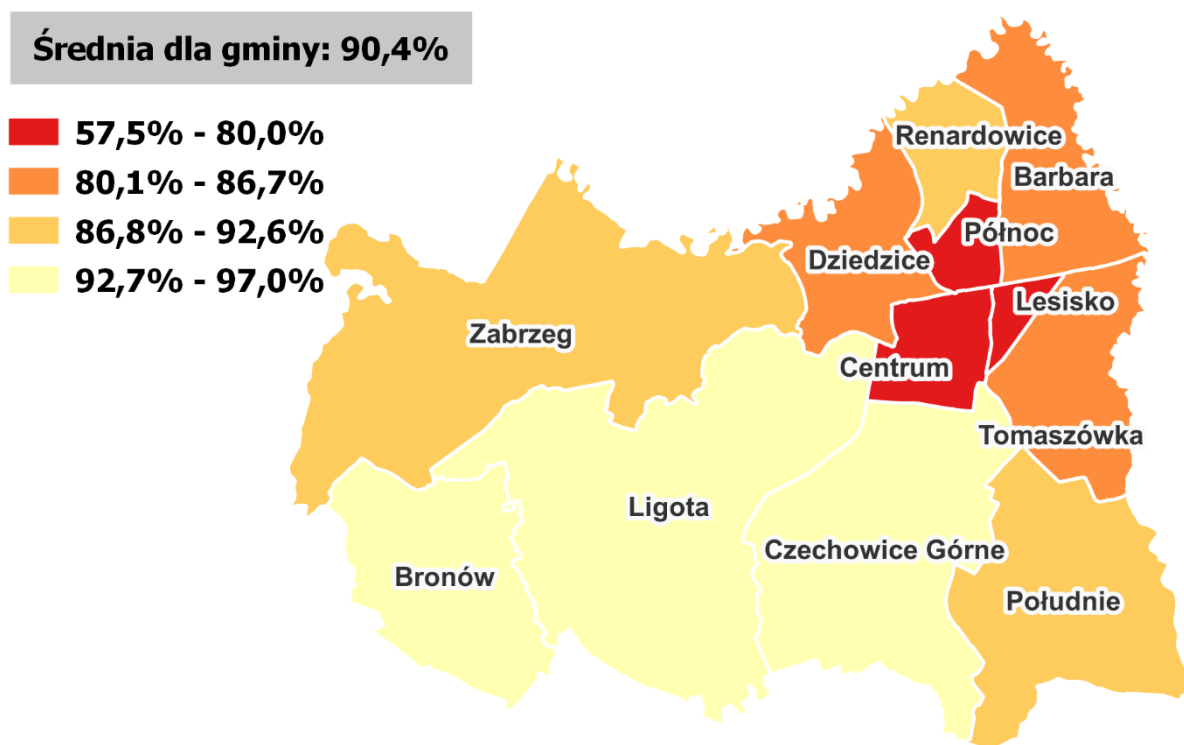 Średnia dla gminy: 90,4%
57,5% - 80,0%
80,1% - 86,7%
86,8% - 92,6%
92,7% - 97,0%
Renardowice
Barbara
Północ
Dziedzice
Lesisko
Zabrzeg
Centrum
Tomaszówka
Ligota
Czechowice Górne
Bronów
Południe